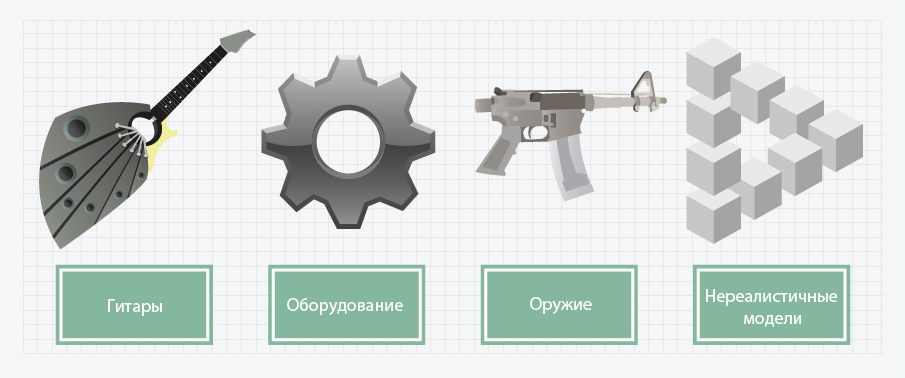 Гитары
Оборудование
Оружие
Нереалистичные
модели